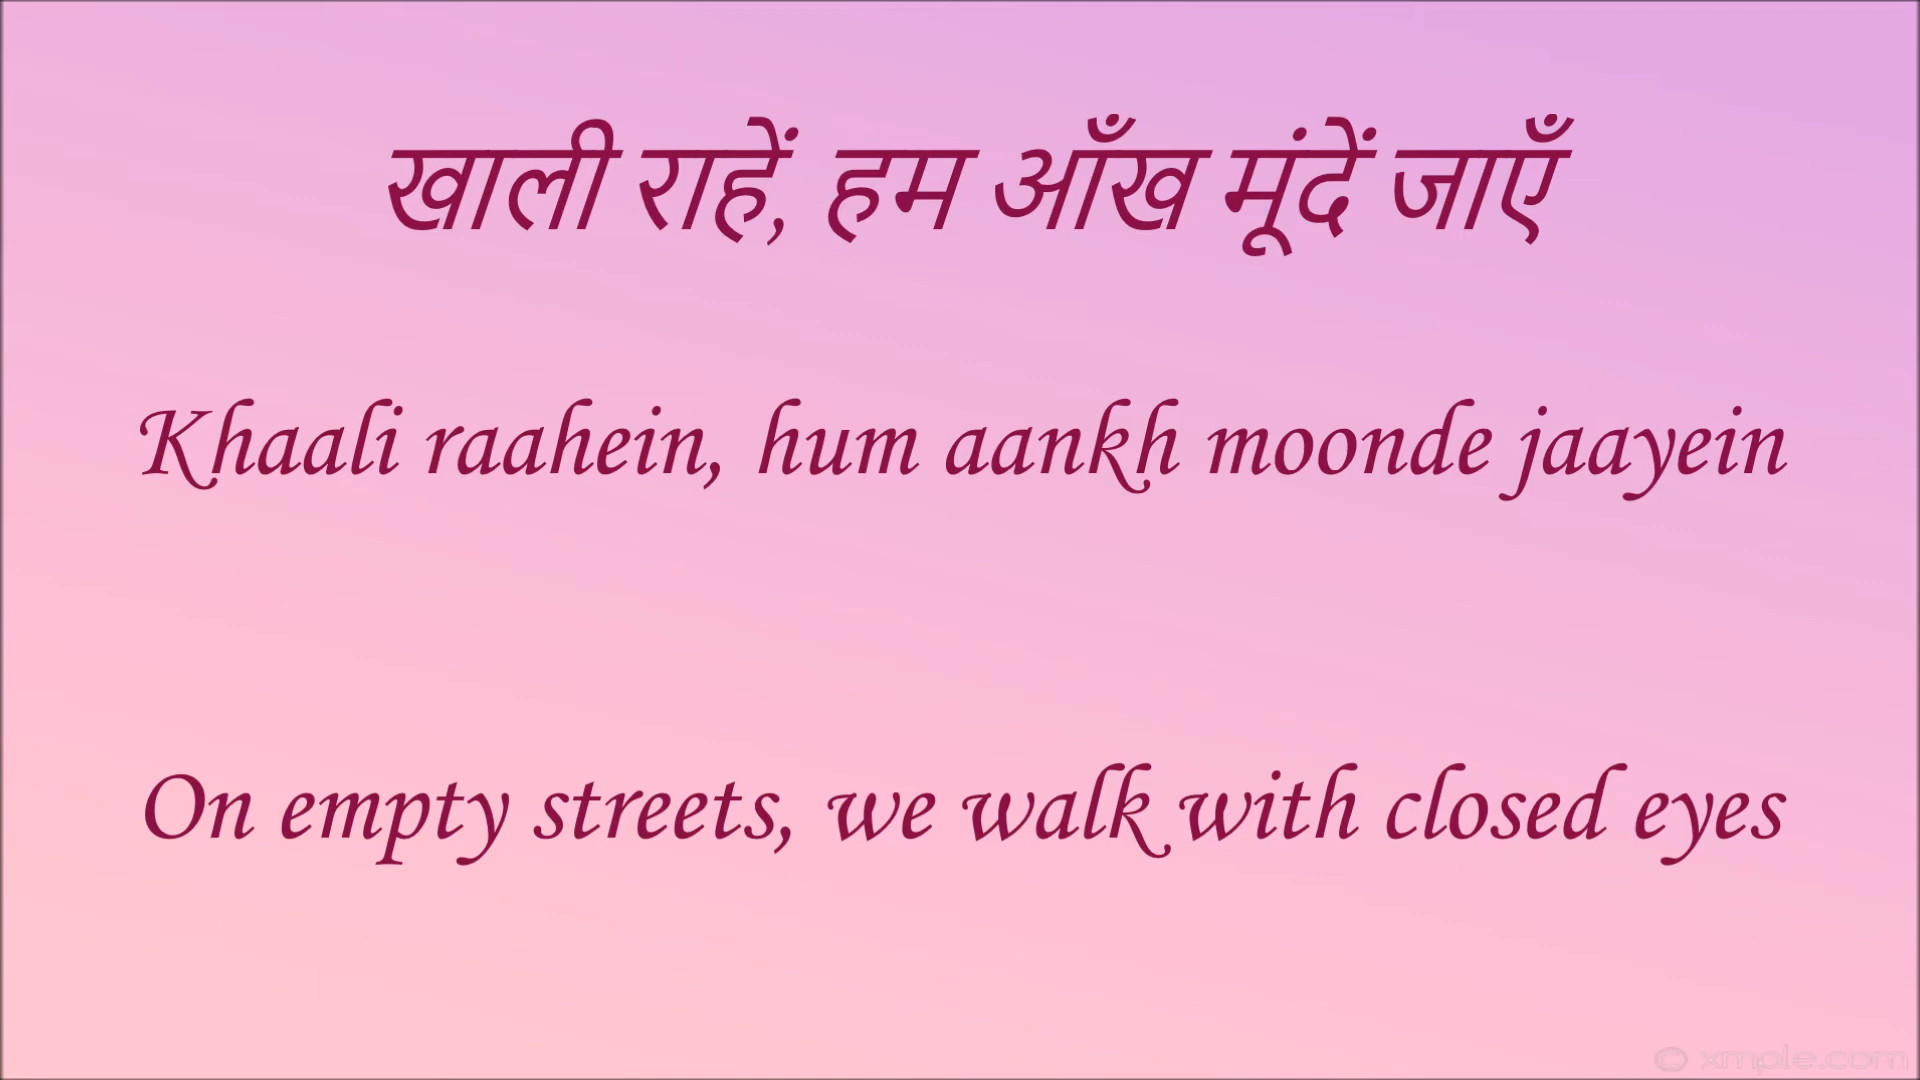 खाली राहें, हम आँख मूंदें जाएँ
Khaali raahein, hum aankh moonde jaayein
On empty streets, we walk with closed eyes
© xmple.com